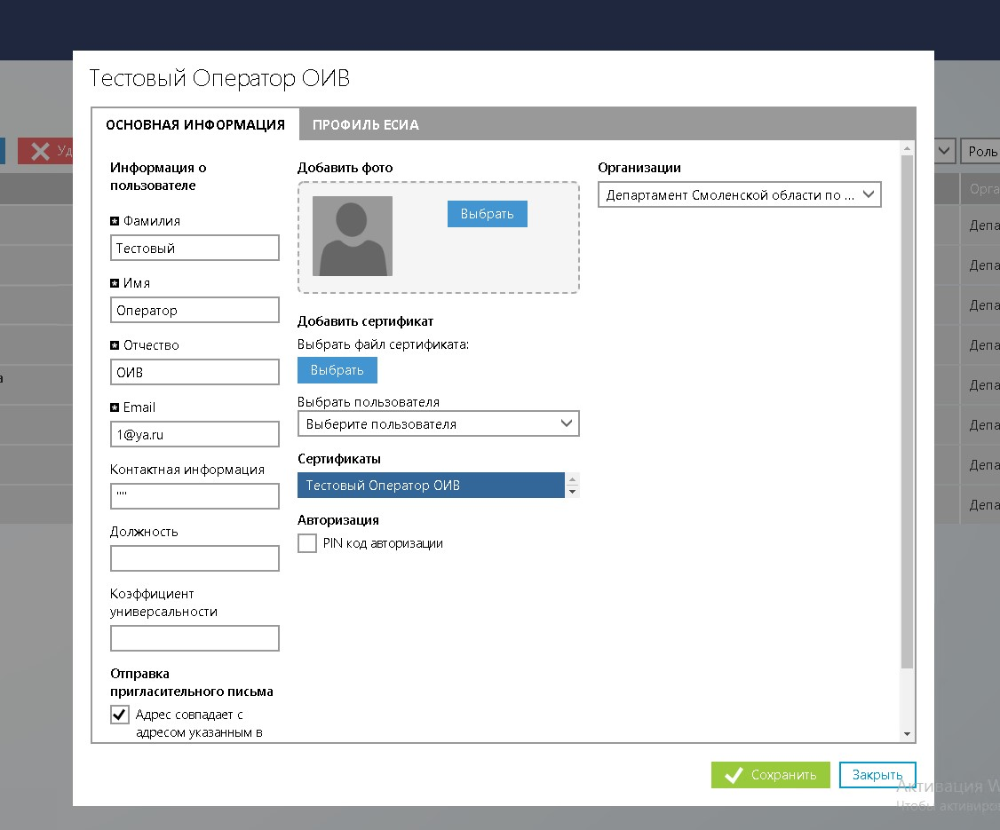 Тестовый Оператор ОИВ
ОСНОВНАЯ ИНФОРМАЦИЯ
ПРОФИЛЬ ЕСИА
Информация о
пользователе
Фамилия
Тестовый
Имя
Оператор
Отчество
ОИВ
Email
1@ya.ru
Контактная информация
""
Должность
Коэффициент
универсальности
Отправка
пригласительного письма
Адрес совпадает с
адресом указанным в
Добавить фото
Выбрать
Добавить сертификат
Выбрать файл сертификата:
Выбрать
Выбрать пользователя
Выберите пользователя
Сертификаты
Тестовый Оператор ОИВ
Авторизация
PIN код авторизации
Организации
Департамент Смоленской области по ...
Сохранить
Закрыть
Уд
а
Роль
Орга
Депа
Депа
Депа
Депа
Депа
Депа
Депа
Депа
Активация W
Чтобы активиров